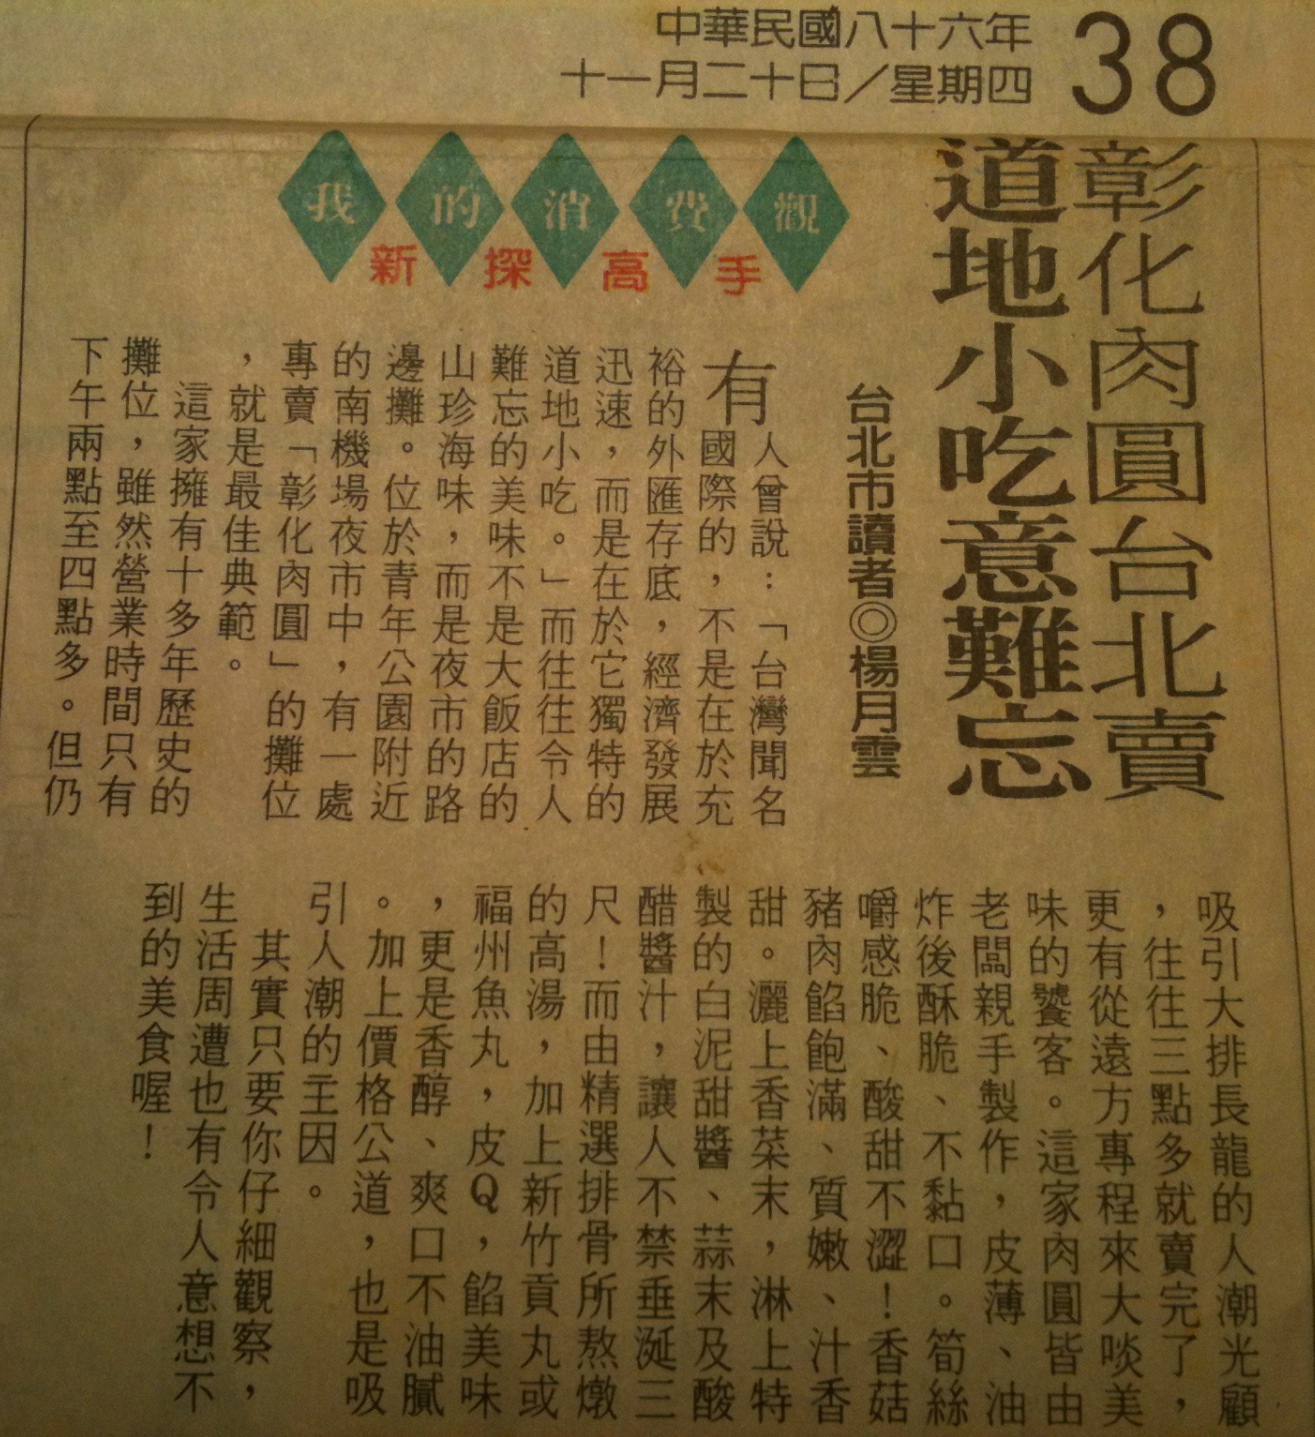 中華民國八十六年
十一月二十日／星期四
38
彰化肉圓台北賣
道地小吃意難忘
我的消費觀
新探高手
台北市讀者◎楊月雲
有人曾說：「台灣聞名
國際的，不是在於充
裕的外匯存底，經濟發展
迅速，而是在於它獨特的
道地小吃。」而往往令人
難忘的美味不是大飯店的
山珍海味，而是夜市的路
邊攤。位於青年公園附近
的南機場夜市中，有一處
專賣「彰化肉圓」的攤位
，就是最佳典範。
這家擁有十多年歷史的
攤位，雖然營業時間只有
下午兩點至四點多。但仍
吸引大排長龍的人潮光顧
，往往三點多就賣完了，
更有從遠方專程來大啖美
味的饕客。這家肉圓皆由
老闆親手製作，皮薄、油
炸後酥脆、不黏口。筍絲
嚼感脆、酸甜不澀！香菇
豬肉餡飽滿、質嫩、汁香
甜。灑上香菜末，淋上特
製的白泥甜醬、蒜末及酸
醋醬汁，讓人不禁垂涎三
尺！而由精選排骨所熬燉
的高湯，加上新竹貢丸或
福州魚丸，皮Q，餡美味
，更是香醇、爽口不油膩
。加上價格公道，也是吸
引人潮的主因。
其實只要你仔細觀察，
生活周遭也有令人意想不
到的美食喔！